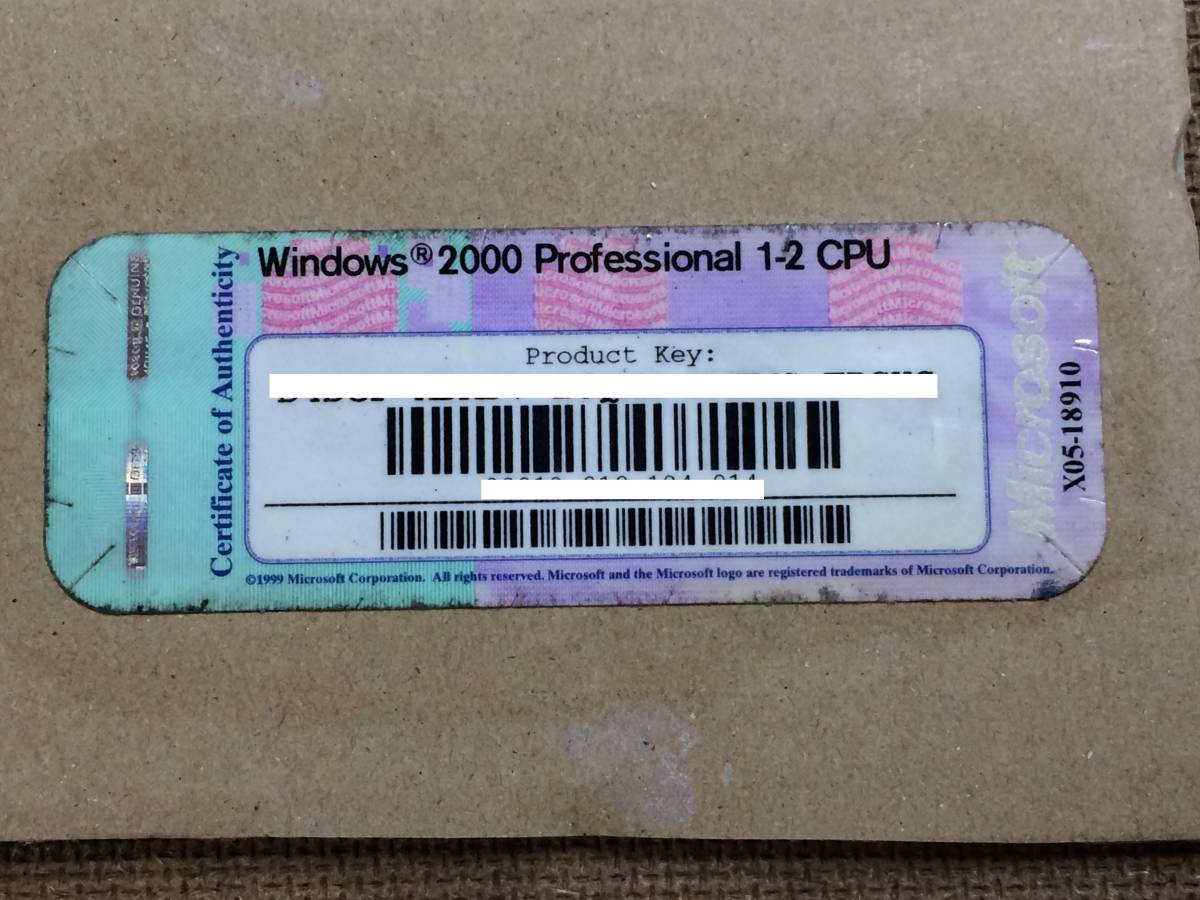 Windows® 2000 Professional 1-2 CPU
Certificate of Authenticity
Product Key:
©1999 Microsoft Corporation. All rights reserved. Microsoft and the Microsoft logo are registered trademarks of Microsoft Corporation.
Microsoft
X05-18910